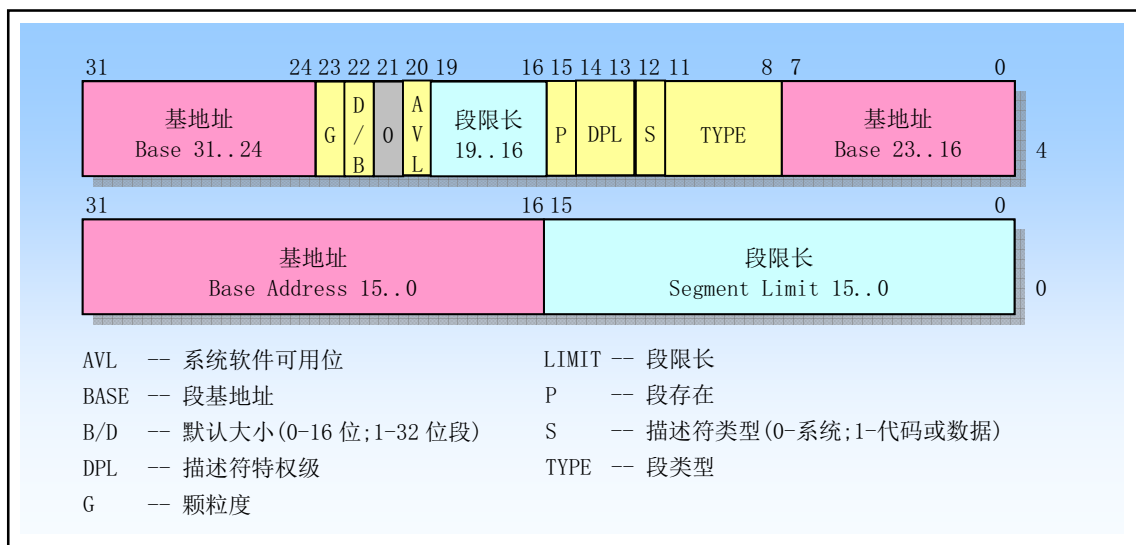 31 24 23 22 21 20 19 16 15 14 13 12 11 8 7 0
基地址 Base 31..24 G D/B 0 AVL 段限长 19..16 P DPL S TYPE 基地址 Base 23..16 4
31 16 15 0
基地址 段限长
Base Address 15..0 Segment Limit 15..0 0
AVL -- 系统软件可用位 LIMIT -- 段限长
BASE -- 段基地址 P -- 段存在
B/D -- 默认大小(0-16 位;1-32 位段) S -- 描述符类型(0-系统;1-代码或数据)
DPL -- 描述符特权级 TYPE -- 段类型
G -- 颗粒度